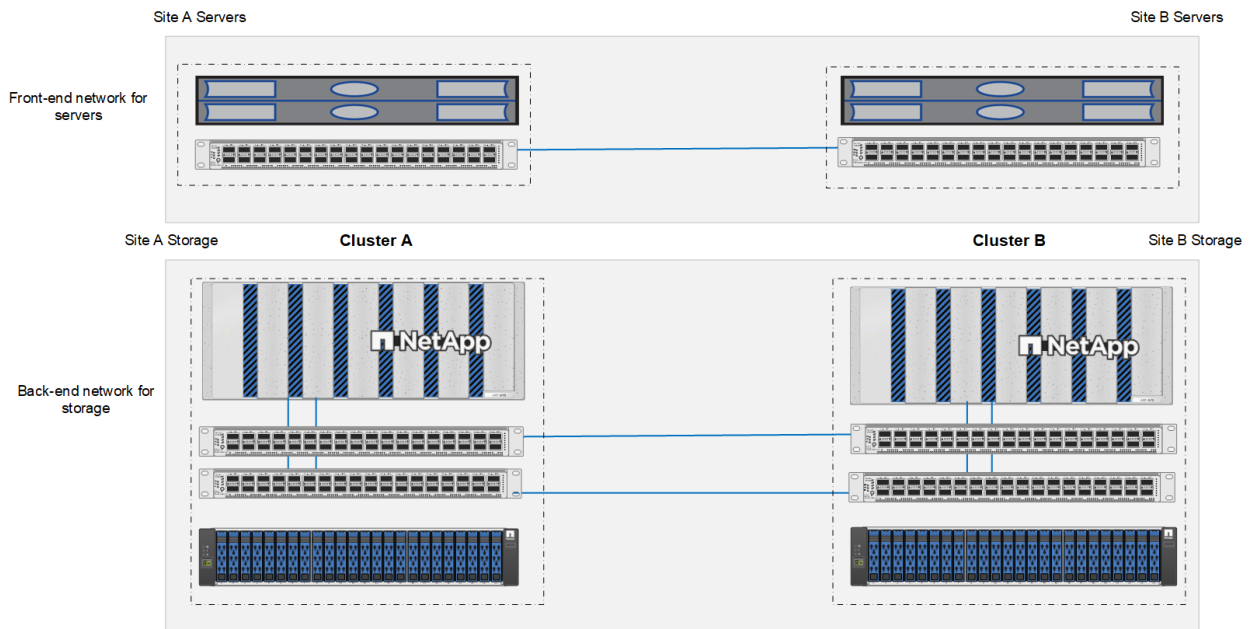 Site A Servers
Site B Servers
Front-end network for
servers
Site A Storage
Cluster A
Cluster B
Site B Storage
NetApp
NetApp
Back-end network for
storage